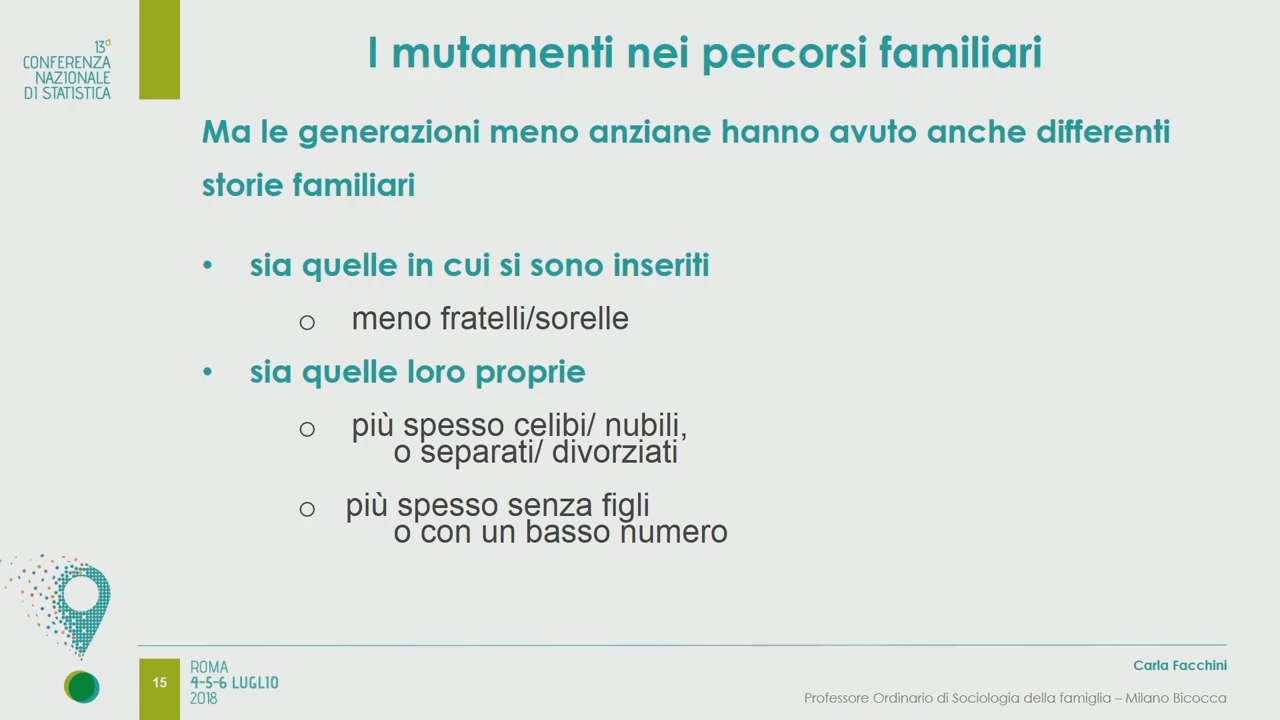 13ª
CONFERENZA
NAZIONALE
DI STATISTICA
I mutamenti nei percorsi familiari
Ma le generazioni meno anziane hanno avuto anche differenti
storie familiari
• sia quelle in cui si sono inseriti
o meno fratelli/sorelle
• sia quelle loro proprie
o più spesso celibi/ nubili,
o separati/ divorziati
o più spesso senza figli
o con un basso numero
15
ROMA
4-5-6 LUGLIO
2018
Carla Facchini
Professore Ordinario di Sociologia della famiglia – Milano Bicocca